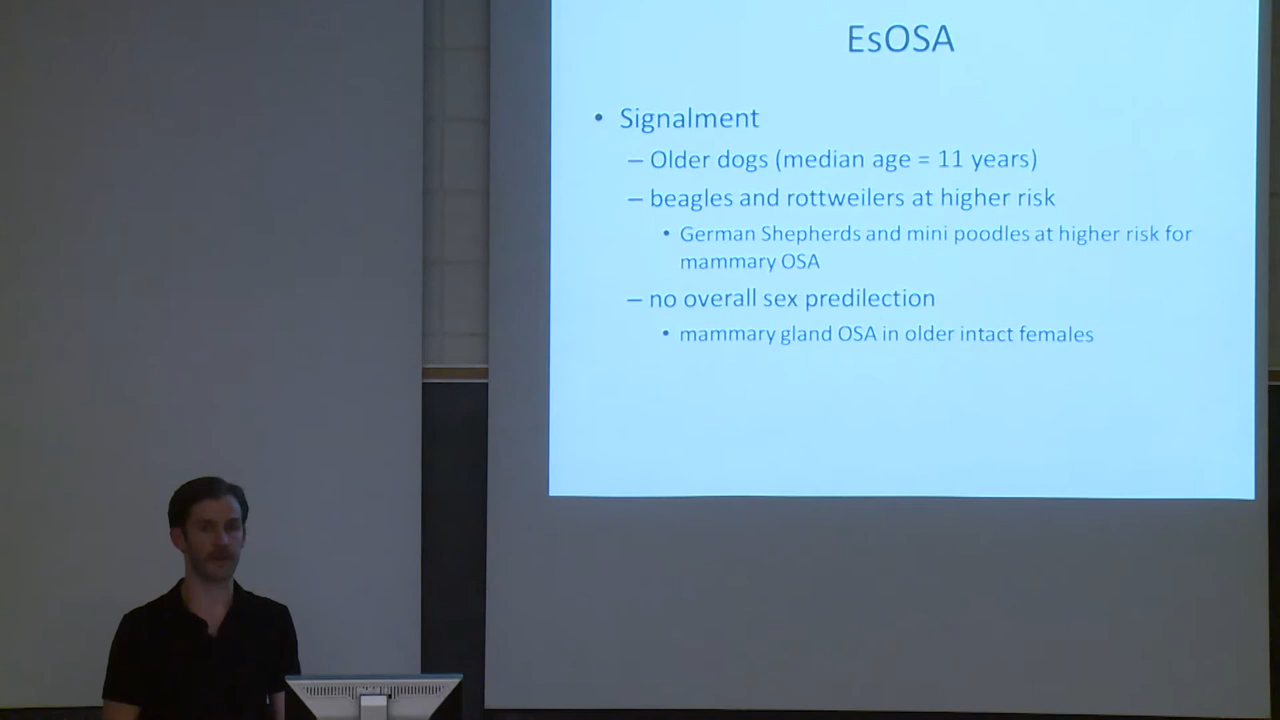 EsOSA
• Signalment
– Older dogs (median age = 11 years)
– beagles and rottweilers at higher risk
• German Shepherds and mini poodles at higher risk for
mammary OSA
– no overall sex predilection
• mammary gland OSA in older intact females